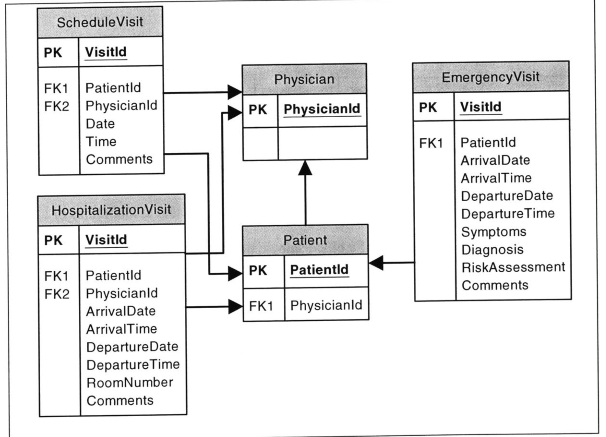 ScheduleVisit
PK VisitId
FK1 PatientId
FK2 PhysicianId
Date
Time
Comments
Physician
PK PhysicianId
EmergencyVisit
PK VisitId
FK1 PatientId
ArrivalDate
ArrivalTime
DepartureDate
DepartureTime
Symptoms
Diagnosis
RiskAssessment
Comments
HospitalizationVisit
PK VisitId
FK1 PatientId
FK2 PhysicianId
ArrivalDate
ArrivalTime
DepartureDate
DepartureTime
RoomNumber
Comments
Patient
PK PatientId
FK1 PhysicianId